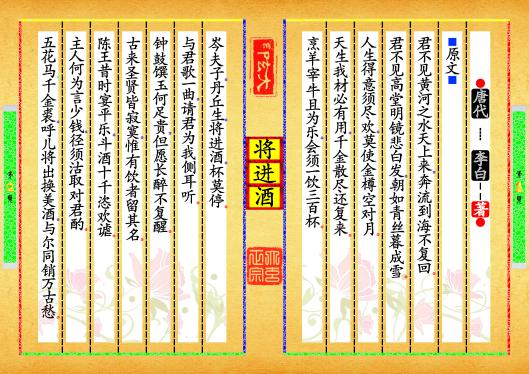 唐代 ┊ 李白--著
■原文■
君不见黄河之水天上来奔流到海不复回
君不见高堂明镜悲白发朝如青丝暮成雪
人生得意须尽欢莫使金樽空对月
天生我材必有用千金散尽还复来
烹羊宰牛且为乐会须一饮三百杯
将进酒
岑夫子丹丘生将进酒杯莫停
与君歌一曲请君为我侧耳听
钟鼓馔玉何足贵但愿长醉不复醒
古来圣贤皆寂寞惟有饮者留其名
陈王昔时宴平乐斗酒十千恣欢谑
主人何为言少钱径须沽取对君酌
五花马千金裘呼儿将出换美酒与尔同销万古愁